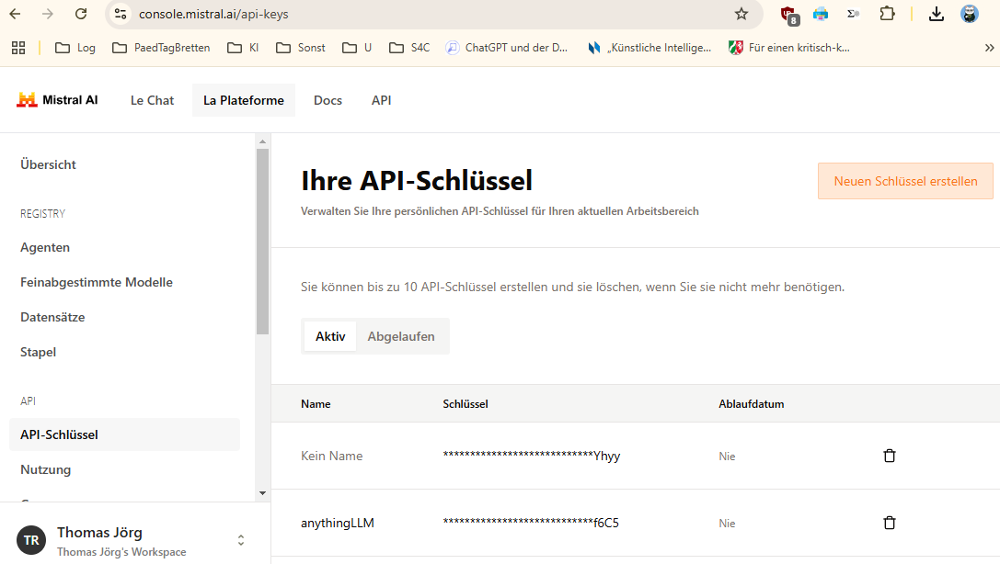 console.mistral.ai/api-keys
8
Log
PaedTagBretten
KI
Sonst
U
S4C
ChatGPT und der D...
„Künstliche Intellige...
Für einen kritisch-k...
Mistral AI
Le Chat
La Plateforme
Docs
API
Übersicht
REGISTRY
Agenten
Feinabgestimmte Modelle
Datensätze
Stapel
API
API-Schlüssel
Nutzung
TR
Thomas Jörg
Thomas Jörg's Workspace
Ihre API-Schlüssel
Neuen Schlüssel erstellen
Verwalten Sie Ihre persönlichen API-Schlüssel für Ihren aktuellen Arbeitsbereich
Sie können bis zu 10 API-Schlüssel erstellen und sie löschen, wenn Sie sie nicht mehr benötigen.
Aktiv
Abgelaufen
Name Schlüssel Ablaufdatum
Kein Name ****************************Yhyy Nie
anythingLLM ****************************f6C5 Nie